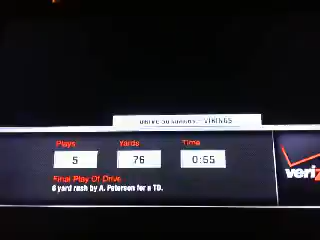 DRIVE SUMMARY - VIKINGS
Plays Yards Time
5 76 0:55
Final Play Of Drive
6 yard rush by A. Peterson for a TD.
veriz